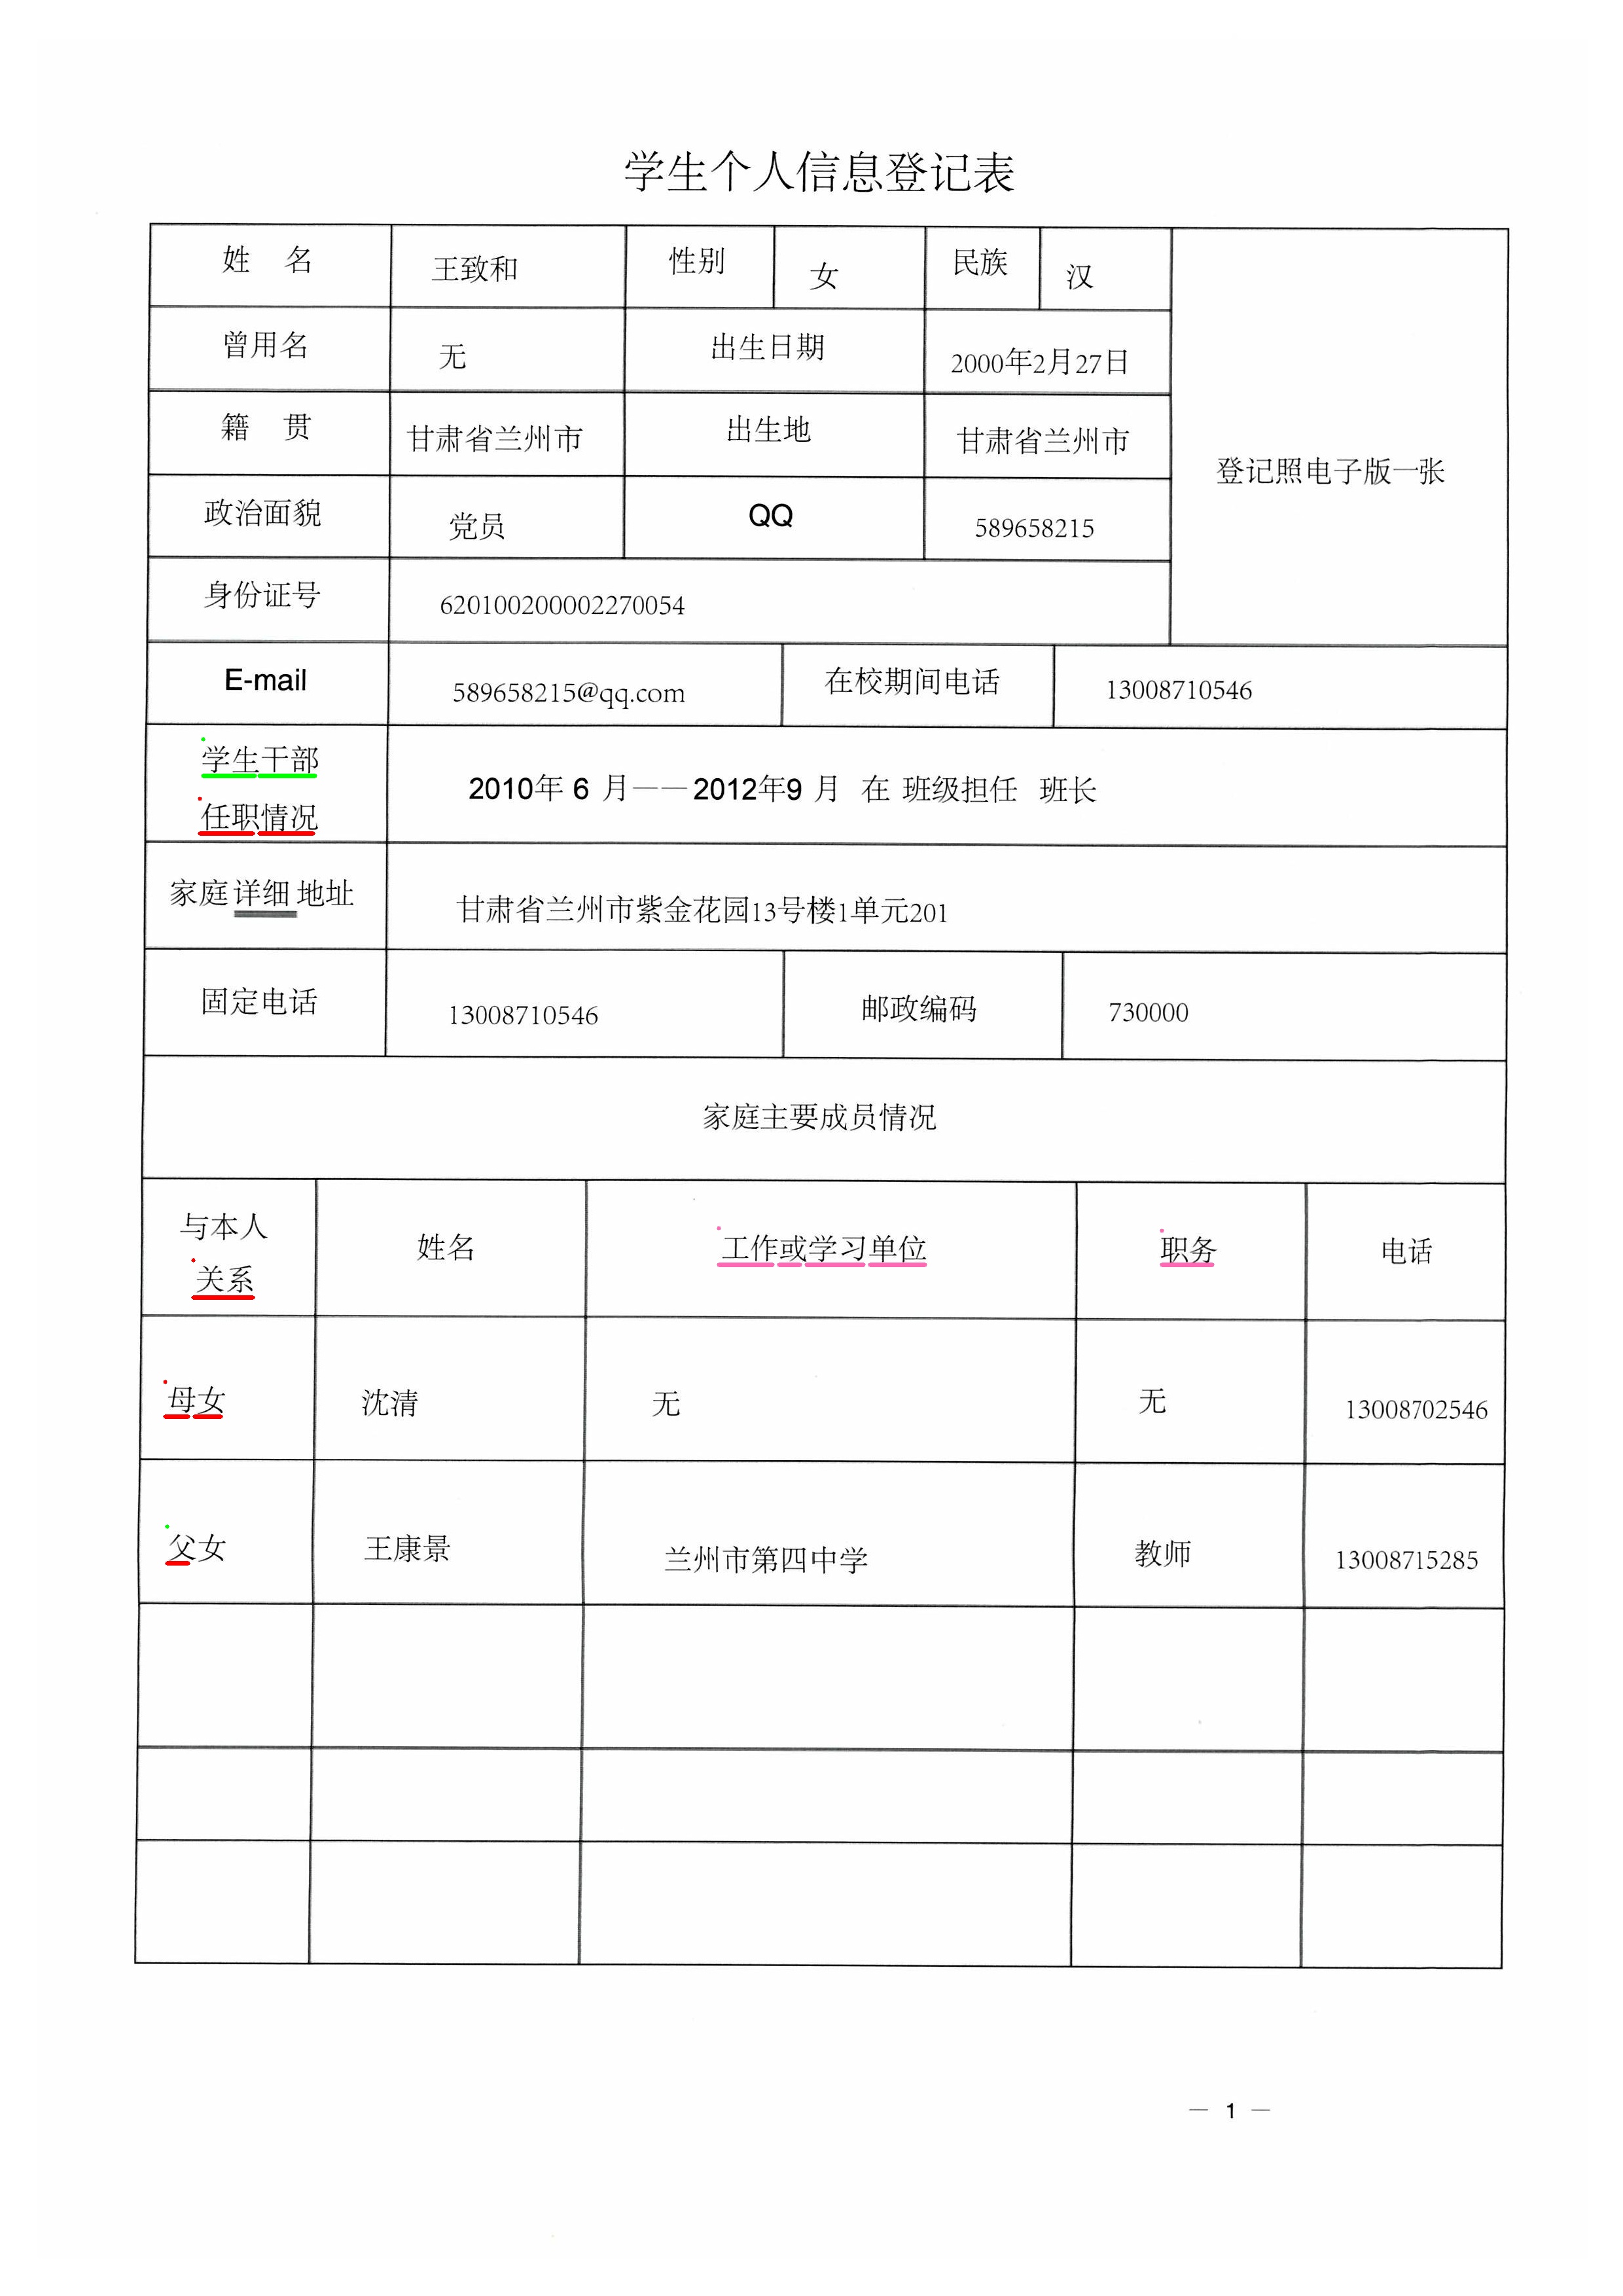 学生个人信息登记表
姓 名 王致和 性别 女 民族 汉
曾用名 无 出生日期 2000年2月27日
籍 贯 甘肃省兰州市 出生地 甘肃省兰州市
登记照电子版一张
政治面貌 党员 QQ 589658215
身份证号 620100200002270054
E-mail 589658215@qq.com 在校期间电话 13008710546
学生干部
任职情况
2010年 6 月——2012年9 月 在 班级担任 班长
家庭详细地址 甘肃省兰州市紫金花园13号楼1单元201
固定电话 13008710546 邮政编码 730000
家庭主要成员情况
与本人
关系
姓名 工作或学习单位 职务 电话
母女 沈清 无 无 13008702546
父女 王康景 兰州市第四中学 教师 13008715285
— 1 —